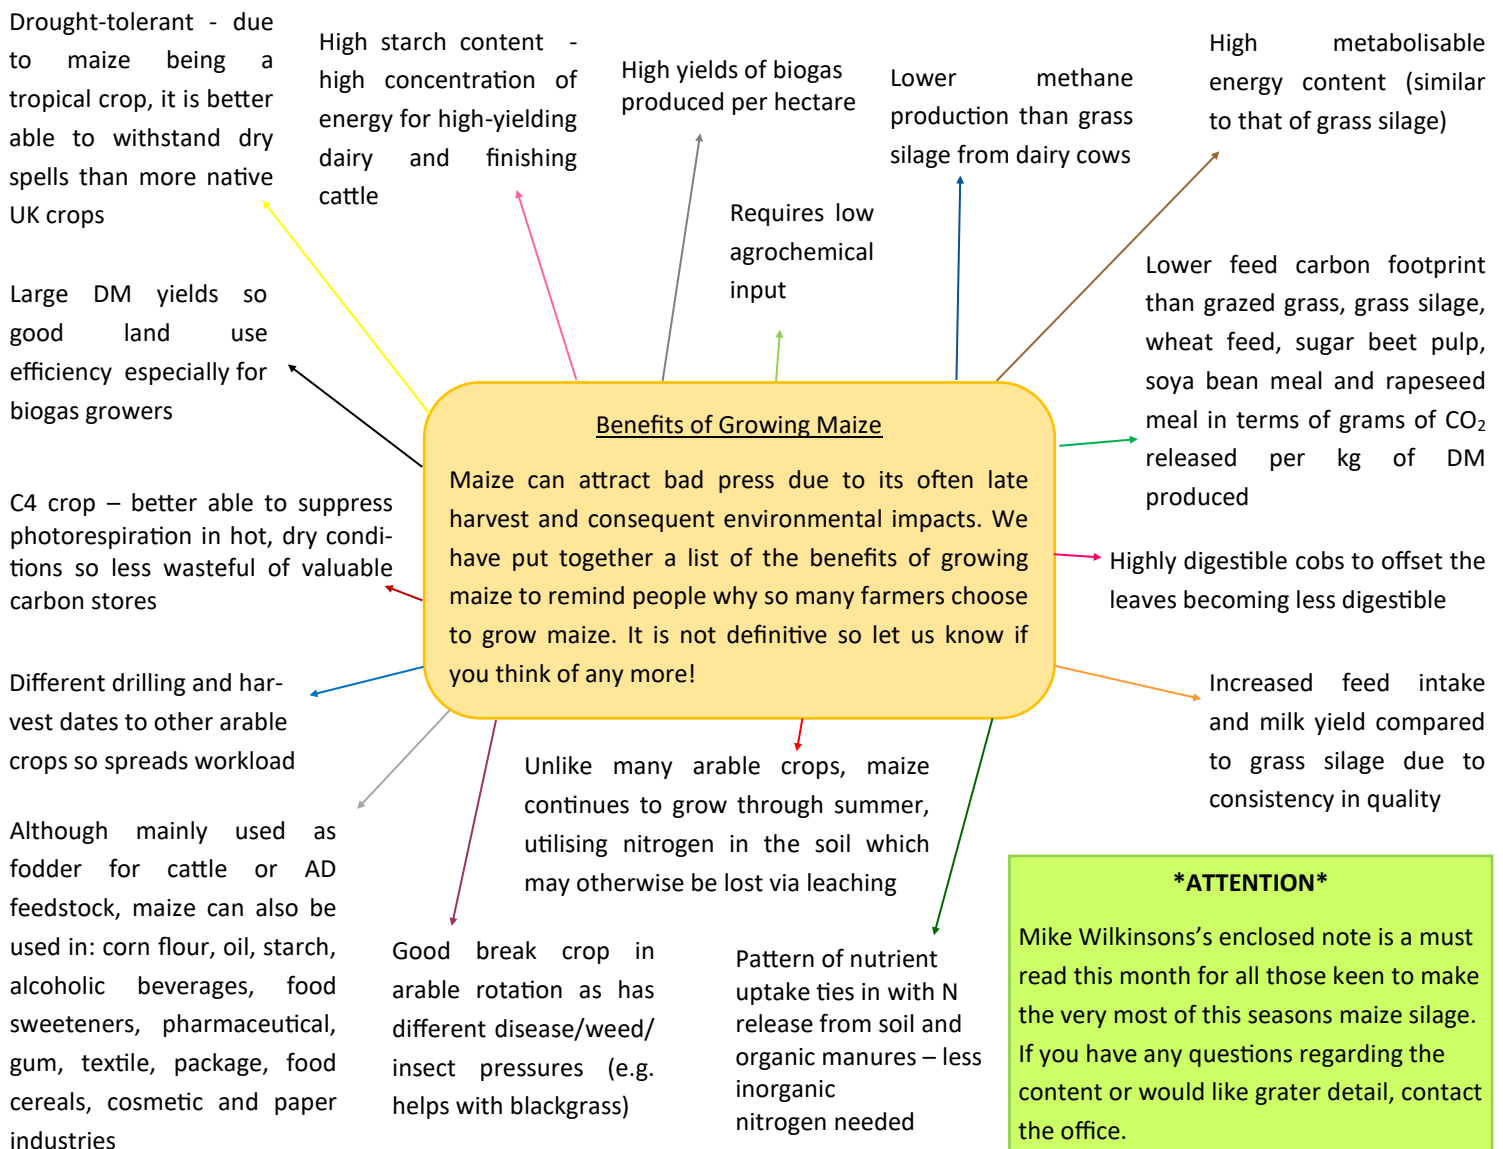 Drought-tolerant - due
to maize being a
tropical crop, it is better
able to withstand dry
spells than more native
UK crops
High starch content -
high concentration of
energy for high-yielding
dairy and finishing
cattle
High yields of biogas
produced per hectare
Lower methane
production than grass
silage from dairy cows
High metabolisable
energy content (similar
to that of grass silage)
Requires low
agrochemical
input
Large DM yields so
good land use
efficiency especially for
biogas growers
Lower feed carbon footprint
than grazed grass, grass silage,
wheat feed, sugar beet pulp,
soya bean meal and rapeseed
meal in terms of grams of CO₂
released per kg of DM
produced
Benefits of Growing Maize
Maize can attract bad press due to its often late
harvest and consequent environmental impacts. We
have put together a list of the benefits of growing
maize to remind people why so many farmers choose
to grow maize. It is not definitive so let us know if
you think of any more!
C4 crop – better able to suppress
photorespiration in hot, dry condi-
tions so less wasteful of valuable
carbon stores
Highly digestible cobs to offset the
leaves becoming less digestible
Different drilling and har-
vest dates to other arable
crops so spreads workload
Increased feed intake
and milk yield compared
to grass silage due to
consistency in quality
Unlike many arable crops, maize
continues to grow through summer,
utilising nitrogen in the soil which
may otherwise be lost via leaching
Although mainly used as
fodder for cattle or AD
feedstock, maize can also be
used in: corn flour, oil, starch,
alcoholic beverages, food
sweeteners, pharmaceutical,
gum, textile, package, food
cereals, cosmetic and paper
industries
Good break crop in
arable rotation as has
different disease/weed/
insect pressures (e.g.
helps with blackgrass)
Pattern of nutrient
uptake ties in with N
release from soil and
organic manures – less
inorganic
nitrogen needed
*ATTENTION*
Mike Wilkinsons's enclosed note is a must
read this month for all those keen to make
the very most of this seasons maize silage.
If you have any questions regarding the
content or would like grater detail, contact
the office.